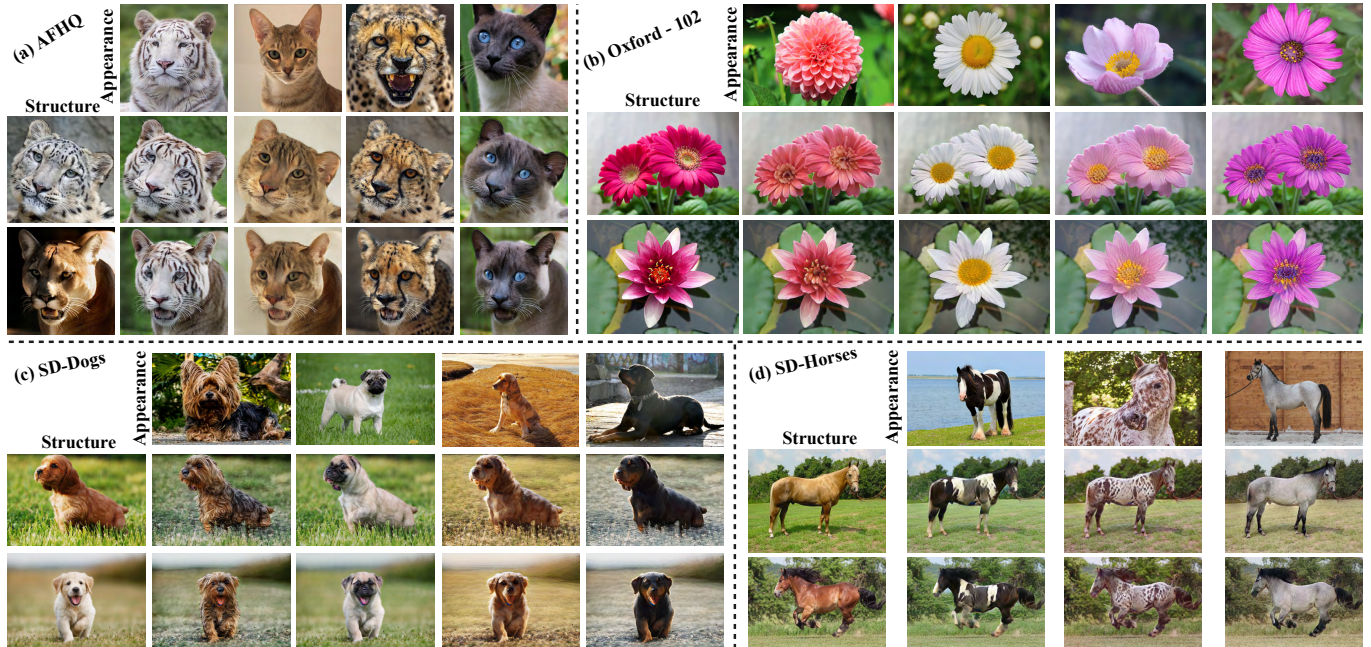 (a) AFHQ
Appearance
Structure
(b) Oxford - 102
Appearance
Structure
(c) SD-Dogs
Appearance
Structure
(d) SD-Horses
Appearance
Structure